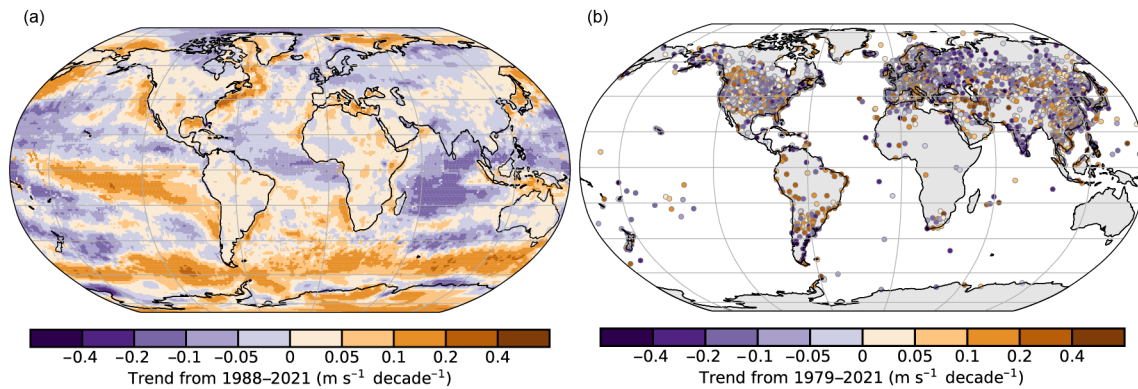 (a)
(b)
−0.4 −0.2 −0.1 −0.05 0 0.05 0.1 0.2 0.4
Trend from 1988–2021 (m s⁻¹ decade⁻¹)
−0.4 −0.2 −0.1 −0.05 0 0.05 0.1 0.2 0.4
Trend from 1979–2021 (m s⁻¹ decade⁻¹)